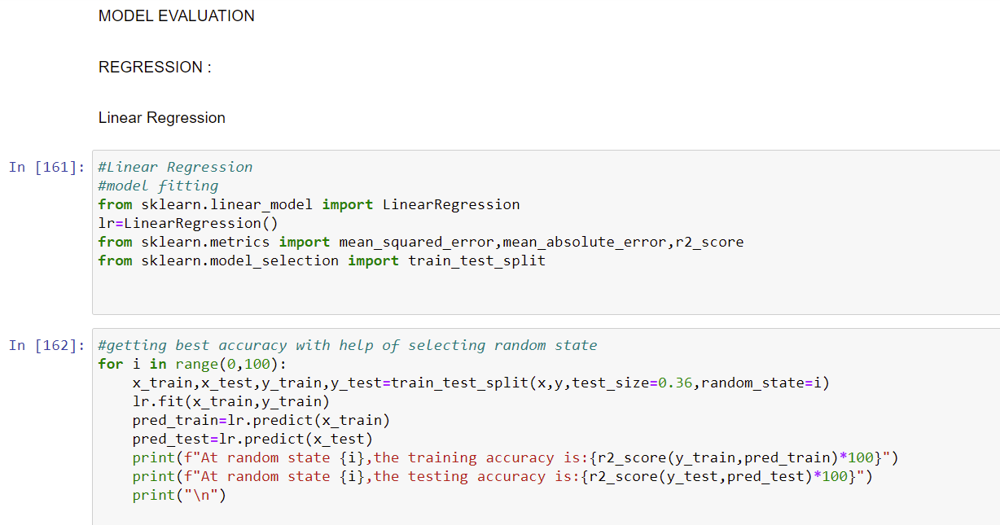 MODEL EVALUATION
REGRESSION :
Linear Regression
In [161]:
#Linear Regression
#model fitting
from sklearn.linear_model import LinearRegression
lr=LinearRegression()
from sklearn.metrics import mean_squared_error,mean_absolute_error,r2_score
from sklearn.model_selection import train_test_split
In [162]:
#getting best accuracy with help of selecting random state
for i in range(0,100):
    x_train,x_test,y_train,y_test=train_test_split(x,y,test_size=0.36,random_state=i)
    lr.fit(x_train,y_train)
    pred_train=lr.predict(x_train)
    pred_test=lr.predict(x_test)
    print(f"At random state {i},the training accuracy is:{r2_score(y_train,pred_train)*100}")
    print(f"At random state {i},the testing accuracy is:{r2_score(y_test,pred_test)*100}")
    print("\n")